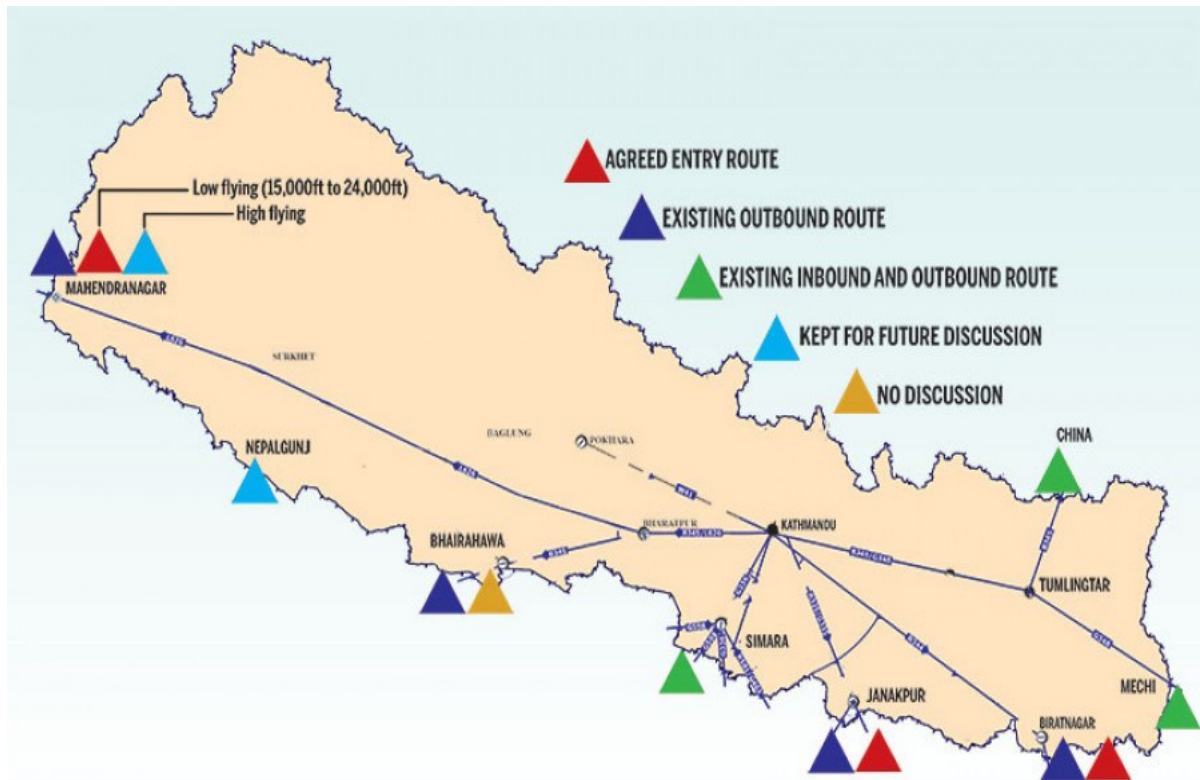 AGREED ENTRY ROUTE
Low flying (15,000ft to 24,000ft)
High flying
EXISTING OUTBOUND ROUTE
EXISTING INBOUND AND OUTBOUND ROUTE
MAHENDRANAGAR
KEPT FOR FUTURE DISCUSSION
SURKHET
NO DISCUSSION
BAGLUNG
CHINA
POKHARA
NEPALGUNJ
BHARATPUR
KATHMANDU
BHAIRAHAWA
TUMLINGTAR
SIMARA
MECHI
JANAKPUR
BIRATNAGAR